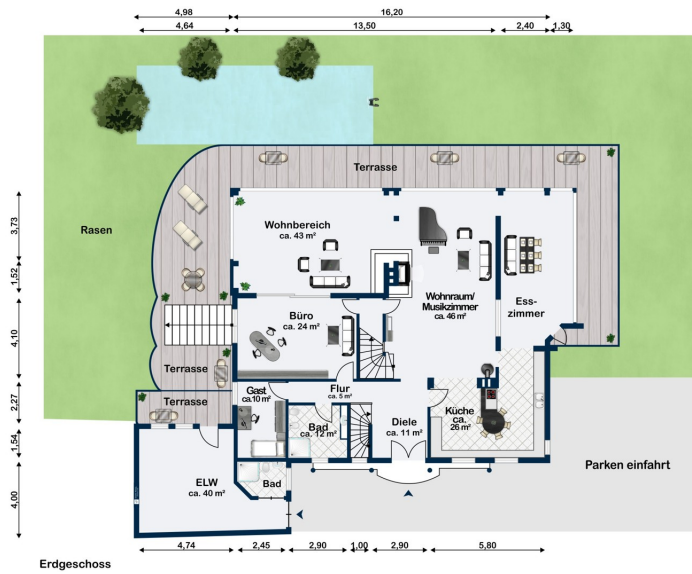 4,98
16,20
4,64
13,50
2,40
1,30
Terrasse
3,73
Rasen
Wohnbereich
ca. 43 m²
1,52
Wohnraum/
Musikzimmer
ca. 46 m²
Ess-
zimmer
Büro
ca. 24 m²
4,10
Terrasse
Flur
ca. 5 m²
Gast
ca.10 m²
Terrasse
2,27
Bad
ca. 12 m²
Diele
ca. 11 m²
Küche
ca.
26 m²
1,54
Parken einfahrt
ELW
ca. 40 m²
Bad
4,00
4,74
2,45
2,90
1,00
2,90
5,80
Erdgeschoss